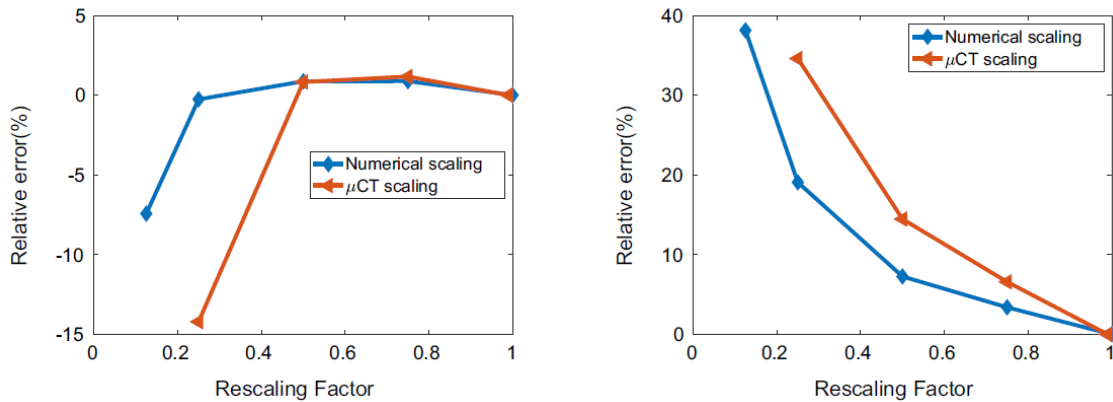 5
0
-5
-10
-15
Relative error(%)
Numerical scaling
μCT scaling
0 0.2 0.4 0.6 0.8 1
Rescaling Factor
40
30
20
10
0
Relative error(%)
Numerical scaling
μCT scaling
0 0.2 0.4 0.6 0.8 1
Rescaling Factor